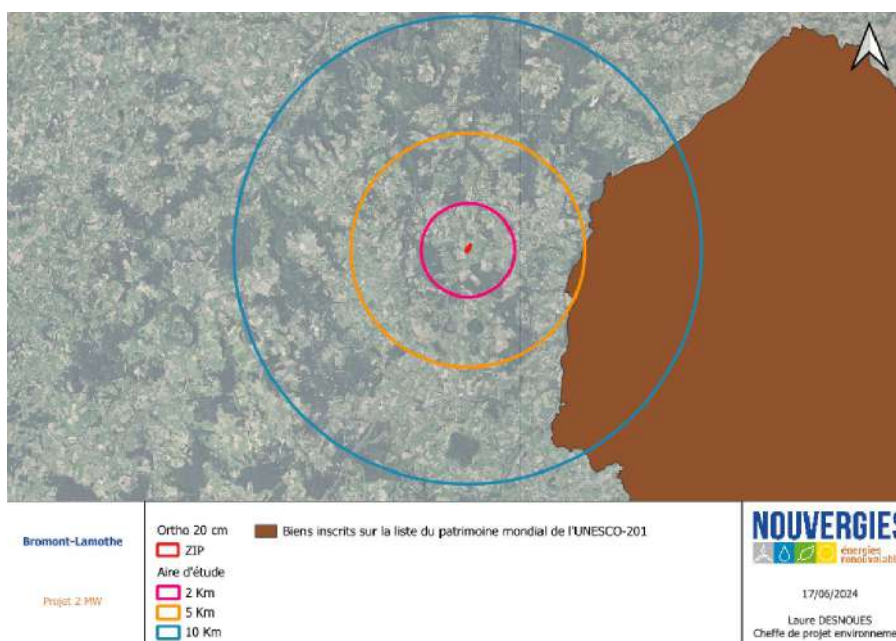 Bromont-Lamothe
Projet 2 MW
Ortho 20 cm
ZIP
Aire d'étude
2 Km
5 Km
10 Km
Biens inscrits sur la liste du patrimoine mondial de l'UNESCO-201
NOUVERGIES
énergies
renouvelabl
17/06/2024
Laure DESNOUES
Cheffe de projet environneme